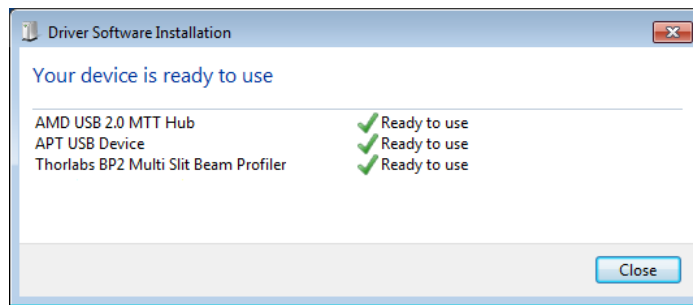 Driver Software Installation
Your device is ready to use
AMD USB 2.0 MTT Hub Ready to use
APT USB Device Ready to use
Thorlabs BP2 Multi Slit Beam Profiler Ready to use
Close